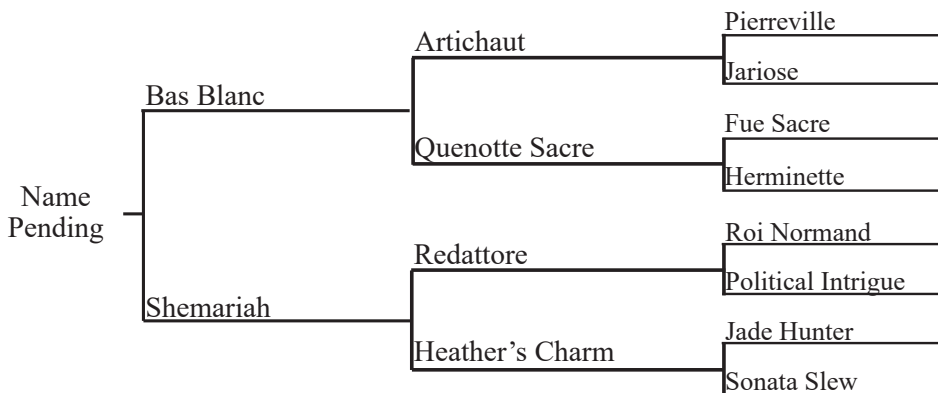 Pierreville
Artichaut
Jariose
Bas Blanc
Fue Sacre
Quenotte Sacre
Herminette
Name
Pending
Roi Normand
Redattore
Political Intrigue
Shemariah
Jade Hunter
Heather’s Charm
Sonata Slew